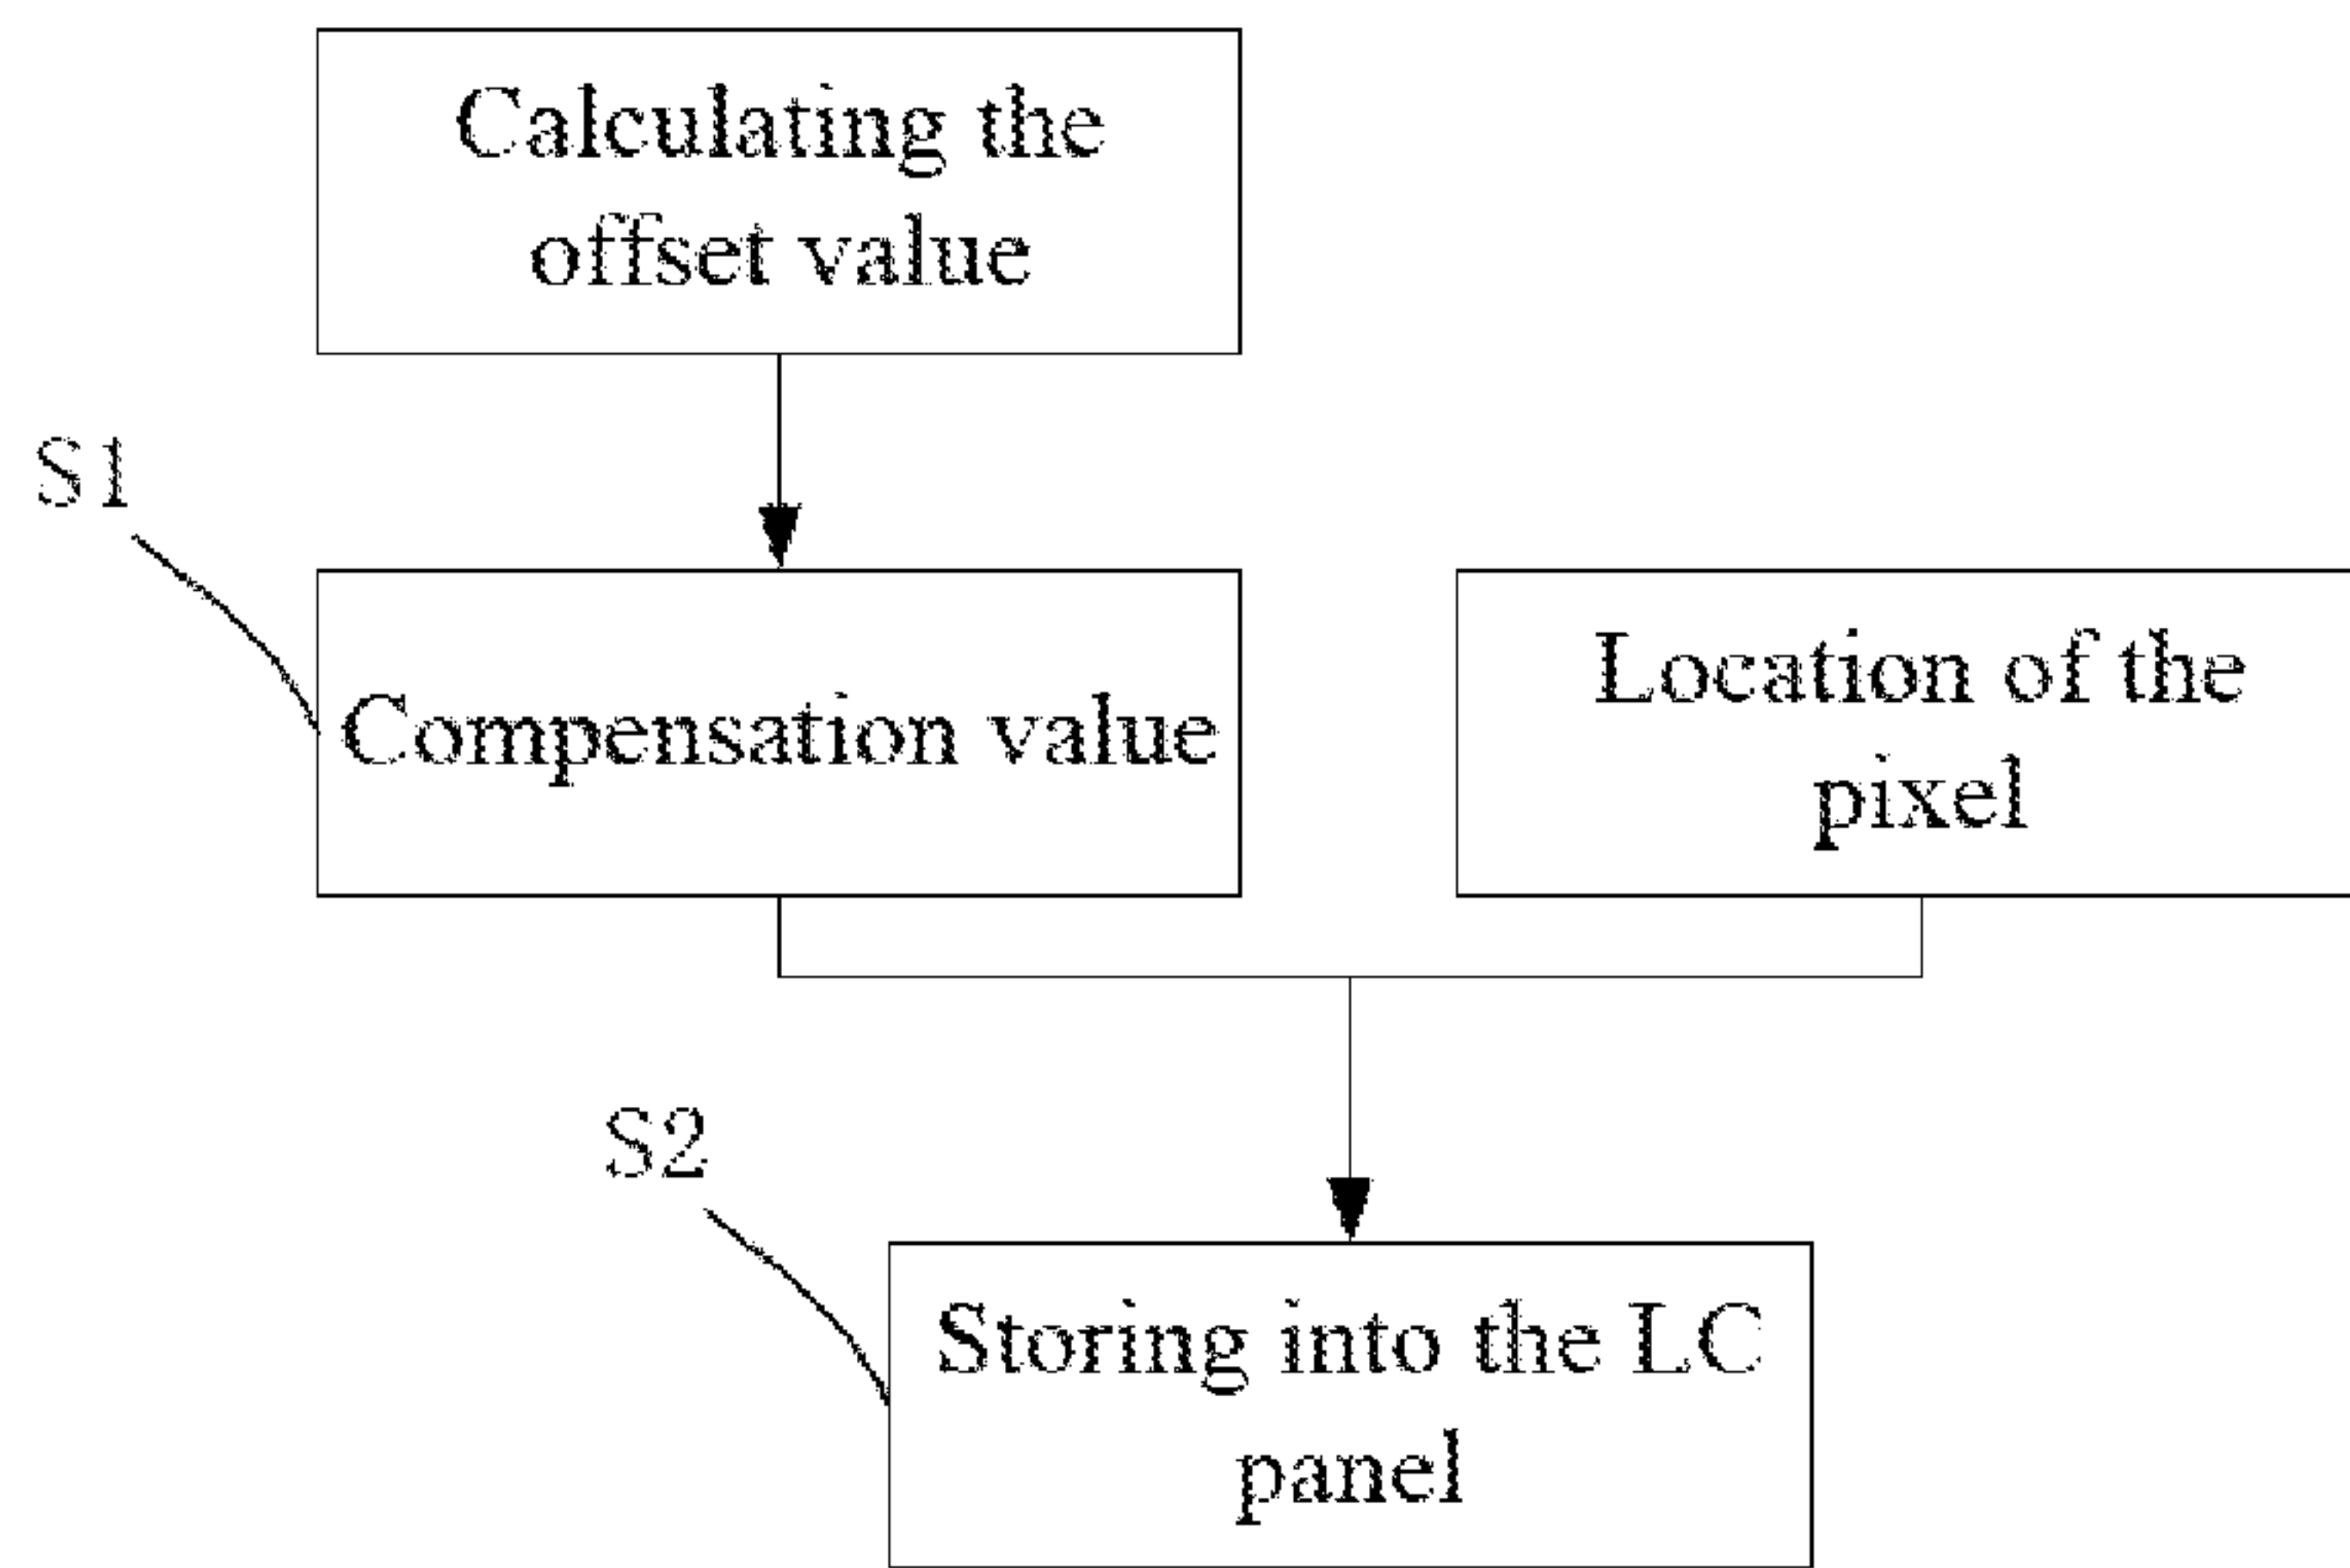 Calculating the
offset value
S1
Compensation value
Location of the
pixel
S2
Storing into the LC
panel